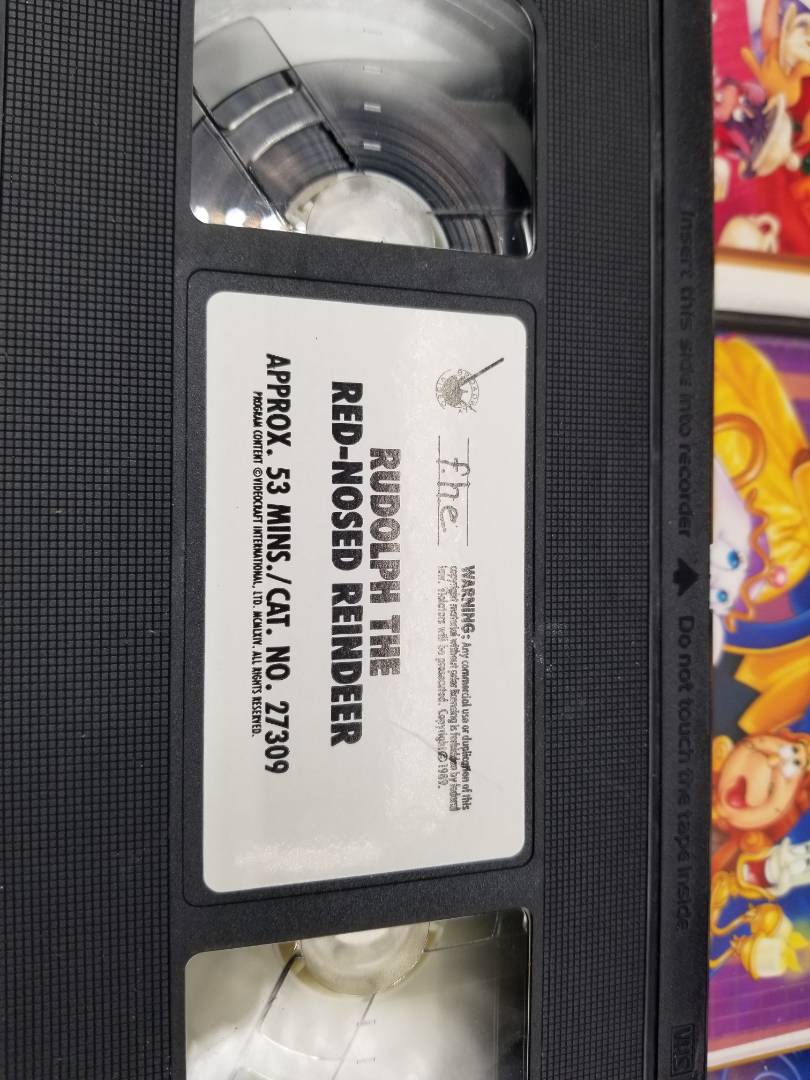 Insert this side into recorder Do not touch the tape inside
the
WARNING: Any commercial use or duplication of this
copyright material without prior licensing is forbidden by federal
law. Violators will be prosecuted. Copyright © 1989.
RUDOLPH THE
RED-NOSED REINDEER
APPROX. 53 MINS./CAT. NO. 27309
PROGRAM CONTENT ©VIDEOCRAFT INTERNATIONAL, LTD. MCMLXIV. ALL RIGHTS RESERVED.
VHS